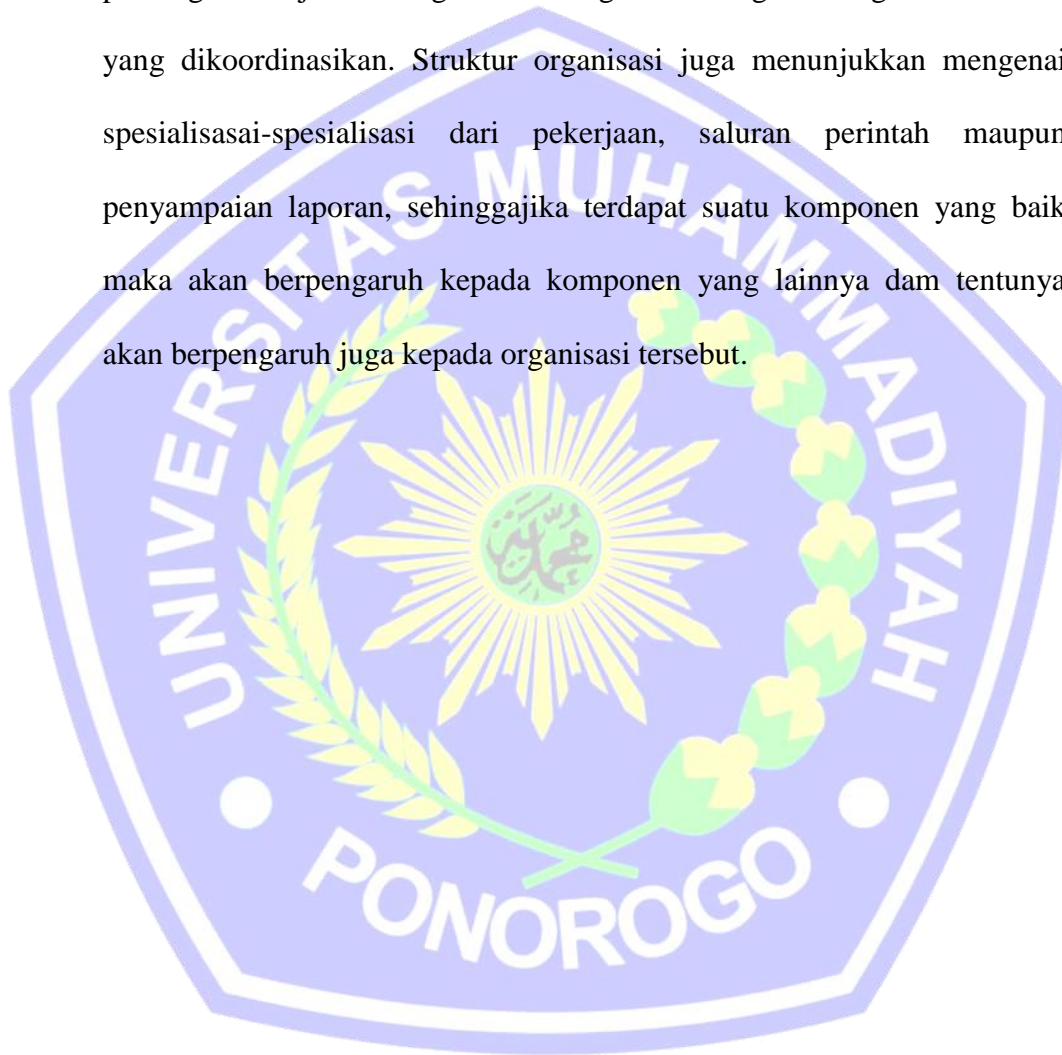 yang dikoordinasikan. Struktur organisasi juga menunjukkan mengenai
spesialisasai-spesialisasi dari pekerjaan, saluran perintah maupun
penyampaian laporan, sehinggajika terdapat suatu komponen yang baik
maka akan berpengaruh kepada komponen yang lainnya dam tentunya
akan berpengaruh juga kepada organisasi tersebut.
UNIVERSITAS MUHAMMADIYAH
PONOROGO
محمدية